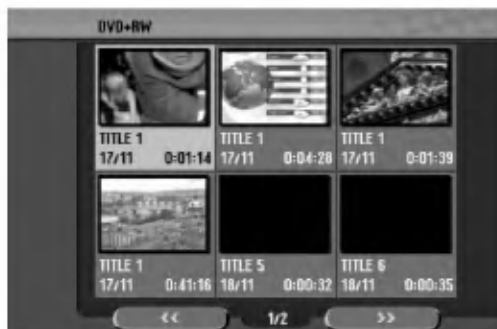 DVD+RW
TITLE 1 TITLE 1 TITLE 1
17/11 0:01:14 17/11 0:04:28 17/11 0:01:39
TITLE 1 TITLE 5 TITLE 6
17/11 0:41:16 18/11 0:00:32 18/11 0:00:35
<< 1/2 >>